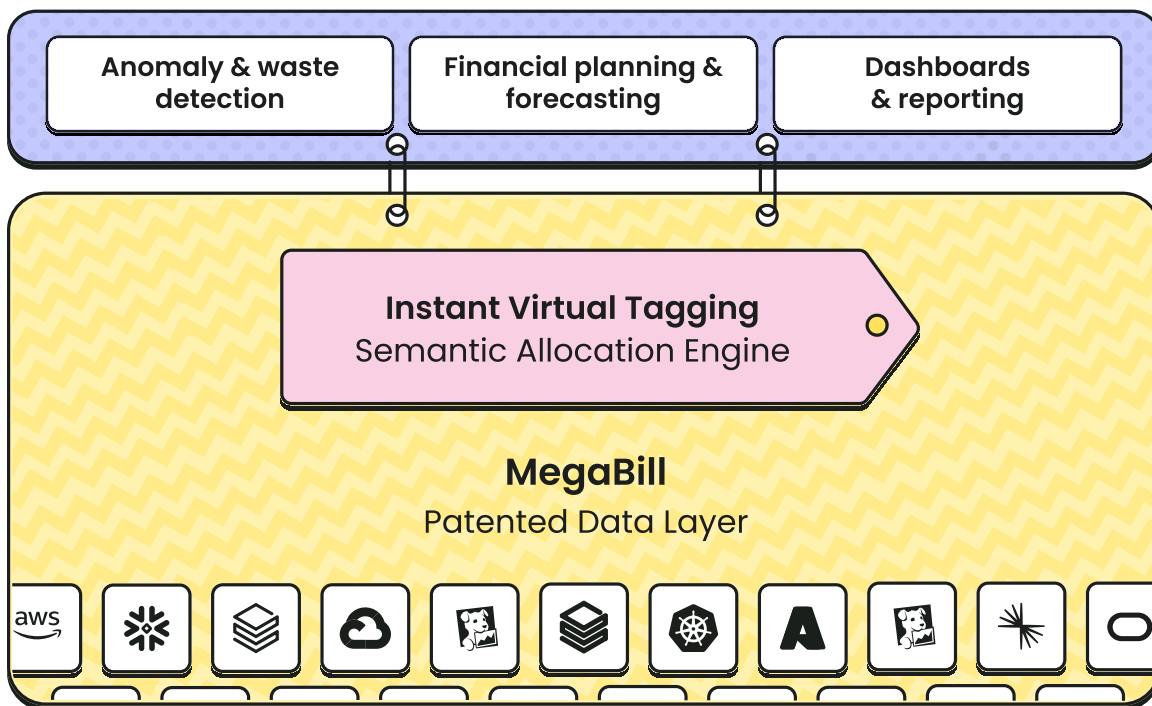 Anomaly & waste
detection
Financial planning &
forecasting
Dashboards
& reporting
Instant Virtual Tagging
Semantic Allocation Engine
MegaBill
Patented Data Layer
aws